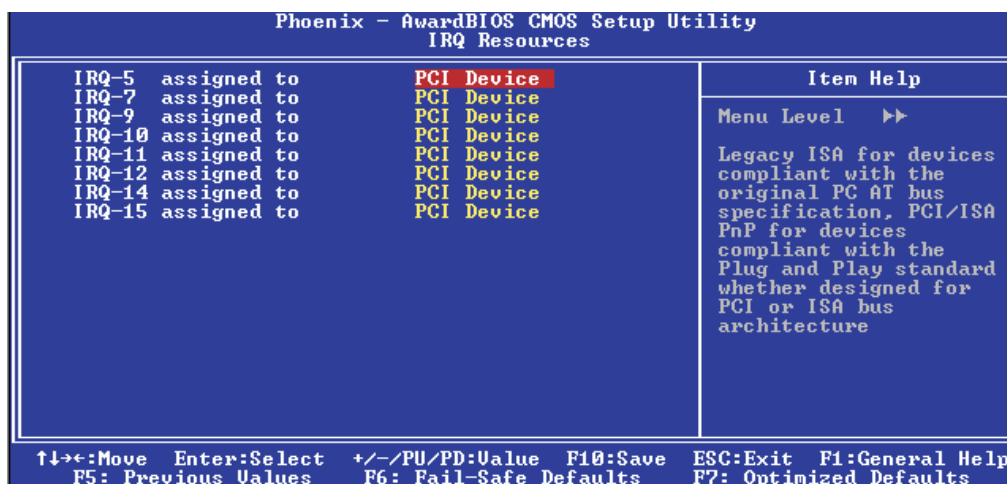 Phoenix - AwardBIOS CMOS Setup Utility
IRQ Resources
IRQ-5 assigned to PCI Device
IRQ-7 assigned to PCI Device
IRQ-9 assigned to PCI Device
IRQ-10 assigned to PCI Device
IRQ-11 assigned to PCI Device
IRQ-12 assigned to PCI Device
IRQ-14 assigned to PCI Device
IRQ-15 assigned to PCI Device
Item Help
Menu Level ►►
Legacy ISA for devices
compliant with the
original PC AT bus
specification, PCI/ISA
PnP for devices
compliant with the
Plug and Play standard
whether designed for
PCI or ISA bus
architecture
↑↓→←:Move Enter:Select +/-/PU/PD:Value F10:Save ESC:Exit F1:General Help
F5: Previous Values F6: Fail-Safe Defaults F7: Optimized Defaults